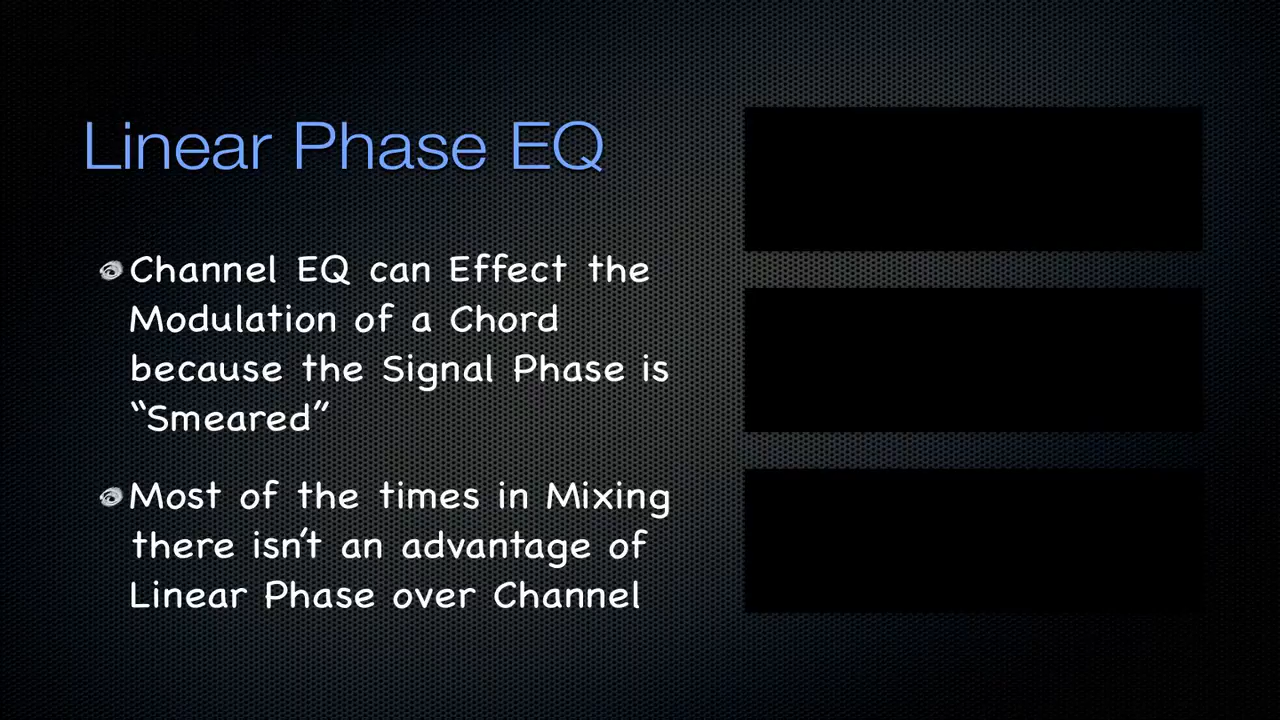 Linear Phase EQ
Channel EQ can Effect the
Modulation of a Chord
because the Signal Phase is
“Smeared”
Most of the times in Mixing
there isn’t an advantage of
Linear Phase over Channel